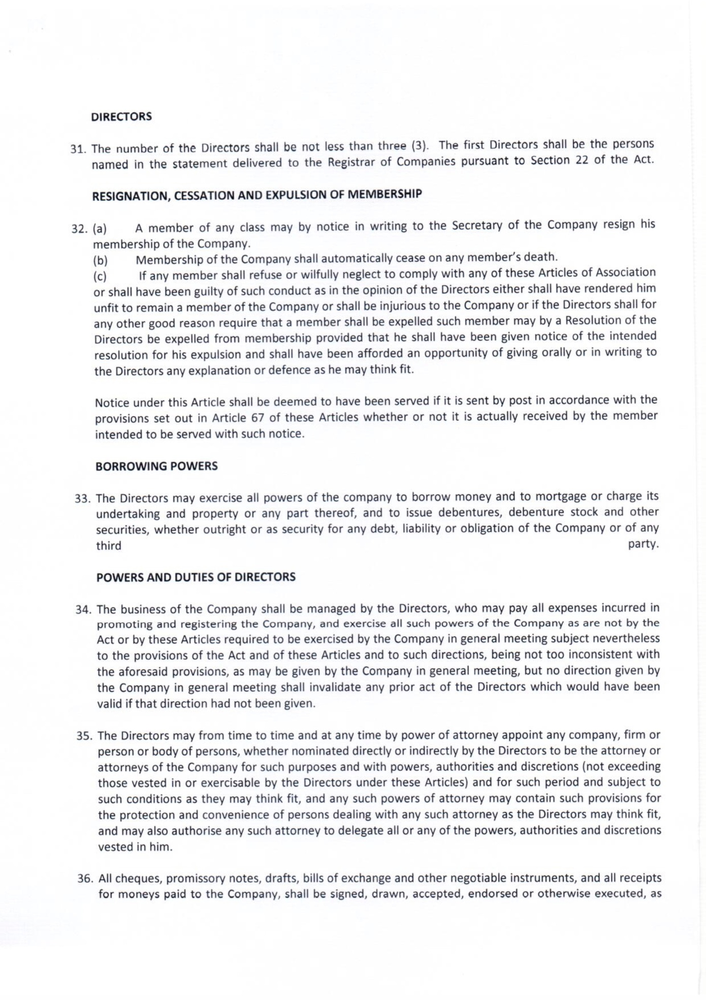 DIRECTORS
31. The number of the Directors shall be not less than three (3). The first Directors shall be the persons
named in the statement delivered to the Registrar of Companies pursuant to Section 22 of the Act.
RESIGNATION, CESSATION AND EXPULSION OF MEMBERSHIP
32. (a) A member of any class may by notice in writing to the Secretary of the Company resign his
membership of the Company.
(b) Membership of the Company shall automatically cease on any member's death.
(c) If any member shall refuse or wilfully neglect to comply with any of these Articles of Association
or shall have been guilty of such conduct as in the opinion of the Directors either shall have rendered him
unfit to remain a member of the Company or shall be injurious to the Company or if the Directors shall for
any other good reason require that a member shall be expelled such member may by a Resolution of the
Directors be expelled from membership provided that he shall have been given notice of the intended
resolution for his expulsion and shall have been afforded an opportunity of giving orally or in writing to
the Directors any explanation or defence as he may think fit.
Notice under this Article shall be deemed to have been served if it is sent by post in accordance with the
provisions set out in Article 67 of these Articles whether or not it is actually received by the member
intended to be served with such notice.
BORROWING POWERS
33. The Directors may exercise all powers of the company to borrow money and to mortgage or charge its
undertaking and property or any part thereof, and to issue debentures, debenture stock and other
securities, whether outright or as security for any debt, liability or obligation of the Company or of any
third party.
POWERS AND DUTIES OF DIRECTORS
34. The business of the Company shall be managed by the Directors, who may pay all expenses incurred in
promoting and registering the Company, and exercise all such powers of the Company as are not by the
Act or by these Articles required to be exercised by the Company in general meeting subject nevertheless
to the provisions of the Act and of these Articles and to such directions, being not too inconsistent with
the aforesaid provisions, as may be given by the Company in general meeting, but no direction given by
the Company in general meeting shall invalidate any prior act of the Directors which would have been
valid if that direction had not been given.
35. The Directors may from time to time and at any time by power of attorney appoint any company, firm or
person or body of persons, whether nominated directly or indirectly by the Directors to be the attorney or
attorneys of the Company for such purposes and with powers, authorities and discretions (not exceeding
those vested in or exercisable by the Directors under these Articles) and for such period and subject to
such conditions as they may think fit, and any such powers of attorney may contain such provisions for
the protection and convenience of persons dealing with any such attorney as the Directors may think fit,
and may also authorise any such attorney to delegate all or any of the powers, authorities and discretions
vested in him.
36. All cheques, promissory notes, drafts, bills of exchange and other negotiable instruments, and all receipts
for moneys paid to the Company, shall be signed, drawn, accepted, endorsed or otherwise executed, as